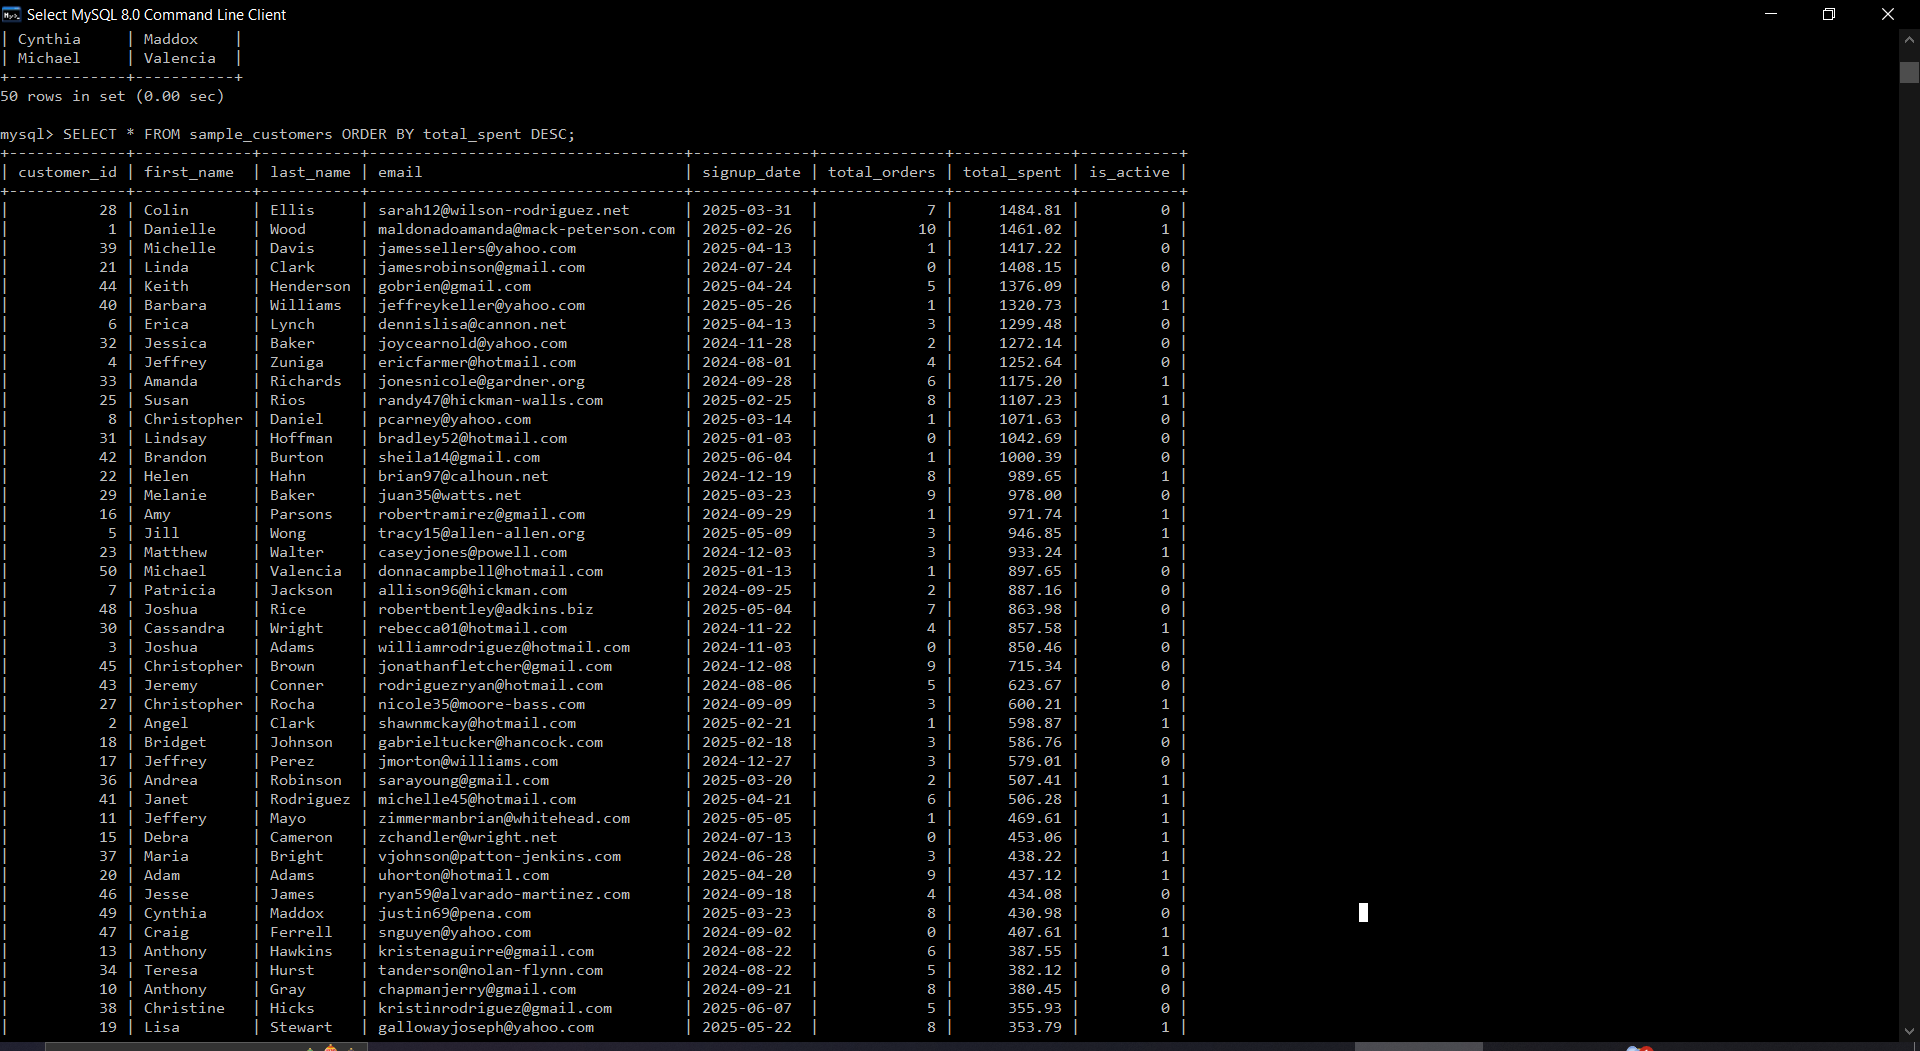 Select MySQL 8.0 Command Line Client
| Cynthia     | Maddox    |
| Michael     | Valencia  |
+-------------+-----------+
50 rows in set (0.00 sec)
mysql> SELECT * FROM sample_customers ORDER BY total_spent DESC;
+-------------+-------------+-----------+-----------------------------------+-------------+--------------+-------------+-----------+
| customer_id | first_name  | last_name | email                             | signup_date | total_orders | total_spent | is_active |
+-------------+-------------+-----------+-----------------------------------+-------------+--------------+-------------+-----------+
|          28 | Colin       | Ellis     | sarah12@wilson-rodriguez.net      | 2025-03-31  |            7 |     1484.81 |         0 |
|           1 | Danielle    | Wood      | maldonadoamanda@mack-peterson.com | 2025-02-26  |           10 |     1461.02 |         1 |
|          39 | Michelle    | Davis     | jamessellers@yahoo.com            | 2025-04-13  |            1 |     1417.22 |         0 |
|          21 | Linda       | Clark     | jamesrobinson@gmail.com           | 2024-07-24  |            0 |     1408.15 |         0 |
|          44 | Keith       | Henderson | gobrien@gmail.com                 | 2025-04-24  |            5 |     1376.09 |         0 |
|          40 | Barbara     | Williams  | jeffreykeller@yahoo.com           | 2025-05-26  |            1 |     1320.73 |         1 |
|           6 | Erica       | Lynch     | dennislisa@cannon.net             | 2025-04-13  |            3 |     1299.48 |         0 |
|          32 | Jessica     | Baker     | joycearnold@yahoo.com             | 2024-11-28  |            2 |     1272.14 |         0 |
|           4 | Jeffrey     | Zuniga    | ericfarmer@hotmail.com            | 2024-08-01  |            4 |     1252.64 |         0 |
|          33 | Amanda      | Richards  | jonesnicole@gardner.org           | 2024-09-28  |            6 |     1175.20 |         1 |
|          25 | Susan       | Rios      | randy47@hickman-walls.com         | 2025-02-25  |            8 |     1107.23 |         1 |
|           8 | Christopher | Daniel    | pcarney@yahoo.com                 | 2025-03-14  |            1 |     1071.63 |         0 |
|          31 | Lindsay     | Hoffman   | bradley52@hotmail.com             | 2025-01-03  |            0 |     1042.69 |         0 |
|          42 | Brandon     | Burton    | sheila14@gmail.com                | 2025-06-04  |            1 |     1000.39 |         0 |
|          22 | Helen       | Hahn      | brian97@calhoun.net               | 2024-12-19  |            8 |      989.65 |         1 |
|          29 | Melanie     | Baker     | juan35@watts.net                  | 2025-03-23  |            9 |      978.00 |         0 |
|          16 | Amy         | Parsons   | robertramirez@gmail.com           | 2024-09-29  |            1 |      971.74 |         1 |
|           5 | Jill        | Wong      | tracy15@allen-allen.org           | 2025-05-09  |            3 |      946.85 |         1 |
|          23 | Matthew     | Walter    | caseyjones@powell.com             | 2024-12-03  |            3 |      933.24 |         1 |
|          50 | Michael     | Valencia  | donnacampbell@hotmail.com         | 2025-01-13  |            1 |      897.65 |         0 |
|           7 | Patricia    | Jackson   | allison96@hickman.com             | 2024-09-25  |            2 |      887.16 |         0 |
|          48 | Joshua      | Rice      | robertbentley@adkins.biz          | 2025-05-04  |            7 |      863.98 |         0 |
|          30 | Cassandra   | Wright    | rebecca01@hotmail.com             | 2024-11-22  |            4 |      857.58 |         1 |
|           3 | Joshua      | Adams     | williamrodriguez@hotmail.com      | 2024-11-03  |            0 |      850.46 |         0 |
|          45 | Christopher | Brown     | jonathanfletcher@gmail.com        | 2024-12-08  |            9 |      715.34 |         0 |
|          43 | Jeremy      | Conner    | rodriguezryan@hotmail.com         | 2024-08-06  |            5 |      623.67 |         0 |
|          27 | Christopher | Rocha     | nicole35@moore-bass.com           | 2024-09-09  |            3 |      600.21 |         1 |
|           2 | Angel       | Clark     | shawnmckay@hotmail.com            | 2025-02-21  |            1 |      598.87 |         1 |
|          18 | Bridget     | Johnson   | gabrieltucker@hancock.com         | 2025-02-18  |            3 |      586.76 |         0 |
|          17 | Jeffrey     | Perez     | jmorton@williams.com              | 2024-12-27  |            3 |      579.01 |         0 |
|          36 | Andrea      | Robinson  | sarayoung@gmail.com               | 2025-03-20  |            2 |      507.41 |         1 |
|          41 | Janet       | Rodriguez | michelle45@hotmail.com            | 2025-04-21  |            6 |      506.28 |         1 |
|          11 | Jeffery     | Mayo      | zimmermanbrian@whitehead.com      | 2025-05-05  |            1 |      469.61 |         1 |
|          15 | Debra       | Cameron   | zchandler@wright.net              | 2024-07-13  |            0 |      453.06 |         1 |
|          37 | Maria       | Bright    | vjohnson@patton-jenkins.com       | 2024-06-28  |            3 |      438.22 |         1 |
|          20 | Adam        | Adams     | uhorton@hotmail.com               | 2025-04-20  |            9 |      437.12 |         1 |
|          46 | Jesse       | James     | ryan59@alvarado-martinez.com      | 2024-09-18  |            4 |      434.08 |         0 |
|          49 | Cynthia     | Maddox    | justin69@pena.com                 | 2025-03-23  |            8 |      430.98 |         0 |
|          47 | Craig       | Ferrell   | snguyen@yahoo.com                 | 2024-09-02  |            0 |      407.61 |         1 |
|          13 | Anthony     | Hawkins   | kristenaguirre@gmail.com          | 2024-08-22  |            6 |      387.55 |         1 |
|          34 | Teresa      | Hurst     | tanderson@nolan-flynn.com         | 2024-08-22  |            5 |      382.12 |         0 |
|          10 | Anthony     | Gray      | chapmanjerry@gmail.com            | 2024-09-21  |            8 |      380.45 |         0 |
|          38 | Christine   | Hicks     | kristinrodriguez@gmail.com        | 2025-06-07  |            5 |      355.93 |         0 |
|          19 | Lisa        | Stewart   | gallowayjoseph@yahoo.com          | 2025-05-22  |            8 |      353.79 |         1 |